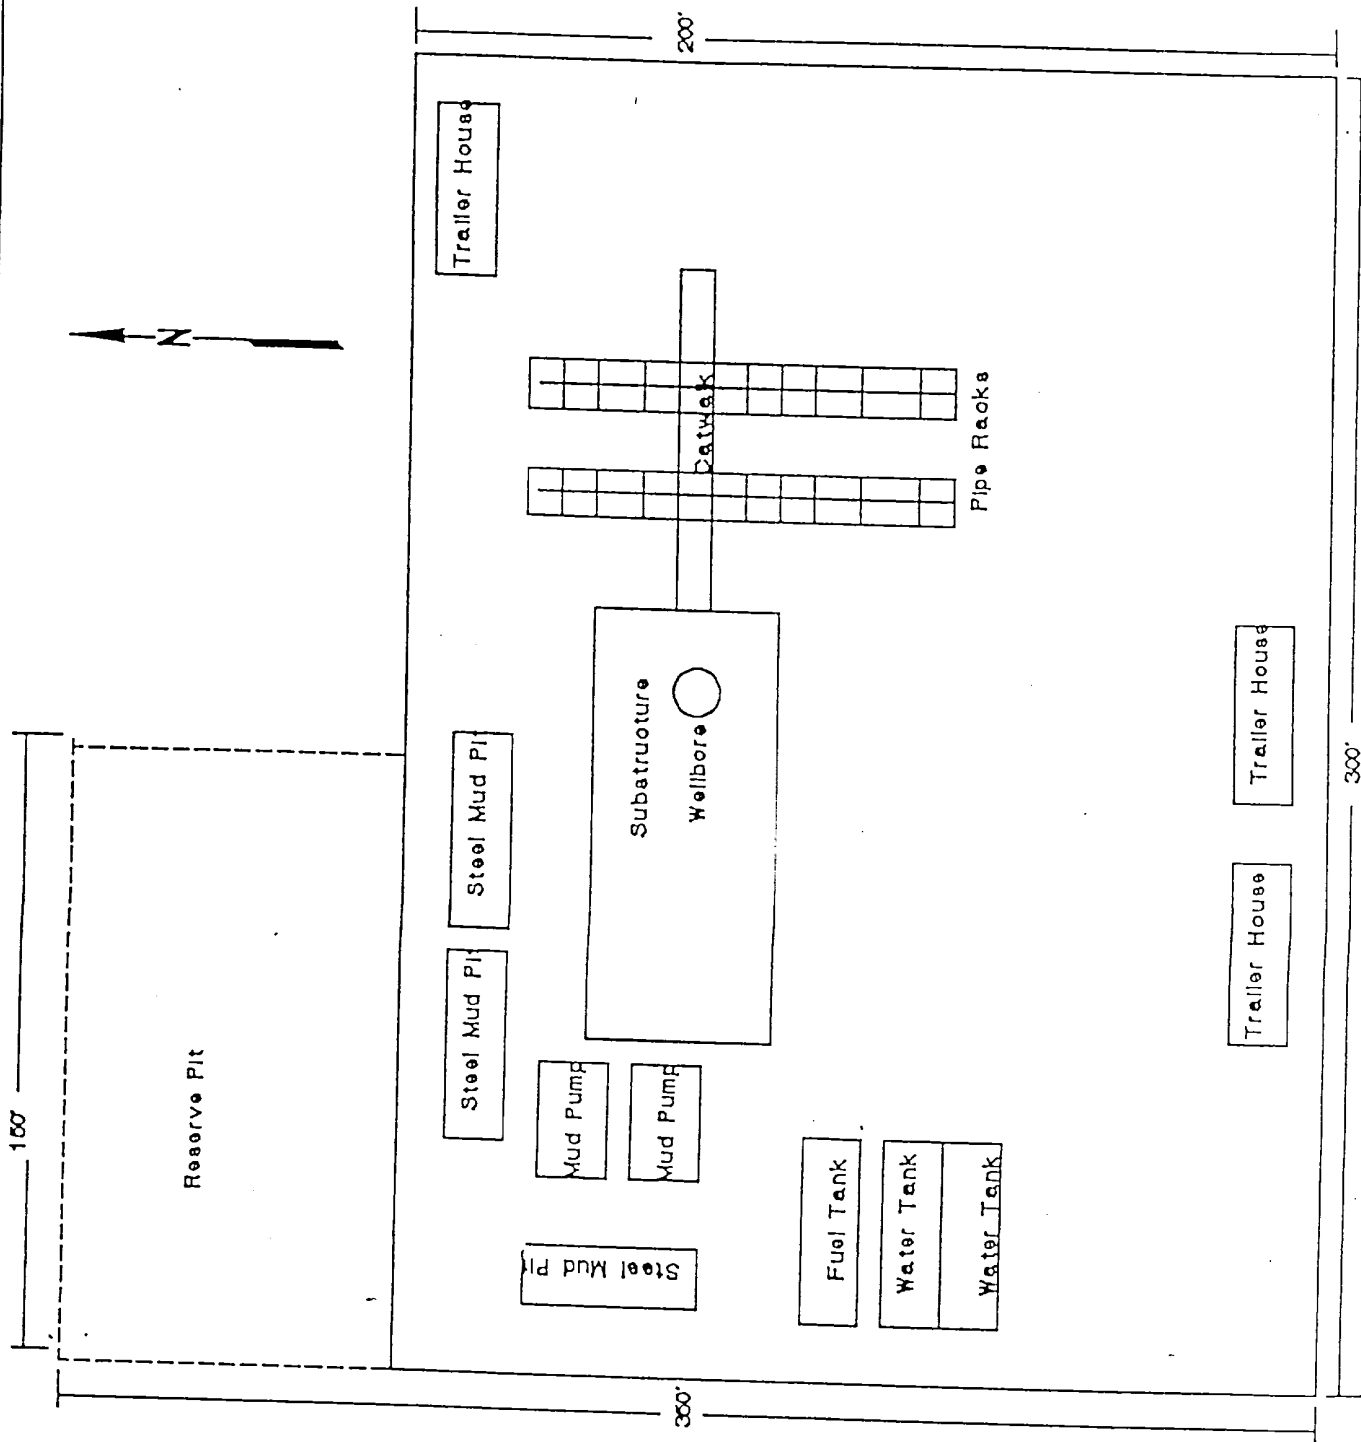 200'
Trailer House
N
Catwalk
Pipe Racks
Substructure
Wellbore
Steel Mud Pit
Steel Mud Pit
Trailer House
Trailer House
300'
150'
Reserve Pit
Mud Pump
Mud Pump
Steel Mud Pit
Fuel Tank
Water Tank
Water Tank
350'